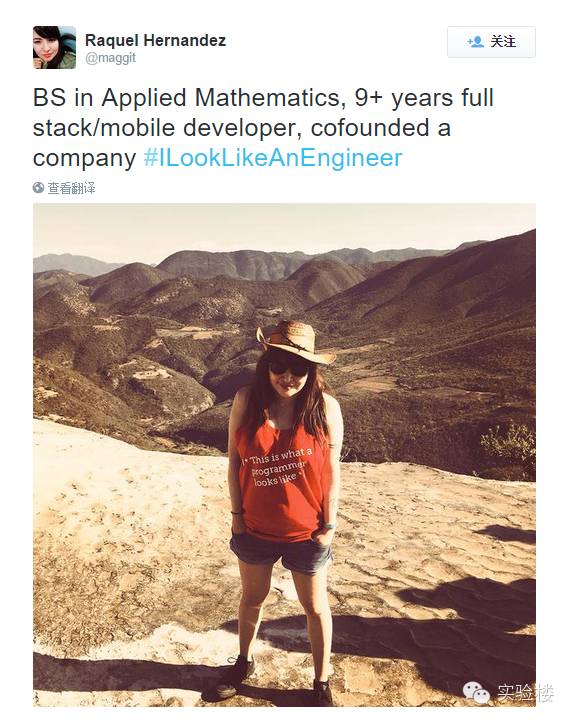 Raquel Hernandez
@maggit
关注
BS in Applied Mathematics, 9+ years full
stack/mobile developer, cofounded a
company #ILookLikeAnEngineer
查看翻译
* This is what a
programmer
looks like *
实验楼